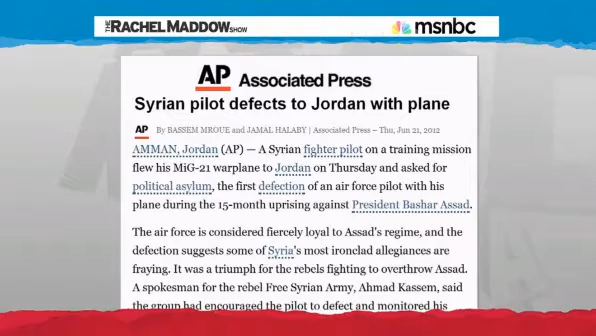 THE RACHEL MADDOW SHOW
msnbc
AP Associated Press
Syrian pilot defects to Jordan with plane
AP By BASSEM MROUE and JAMAL HALABY | Associated Press – Thu, Jun 21, 2012
AMMAN, Jordan (AP) — A Syrian fighter pilot on a training mission
flew his MiG-21 warplane to Jordan on Thursday and asked for
political asylum, the first defection of an air force pilot with his
plane during the 15-month uprising against President Bashar Assad.
The air force is considered fiercely loyal to Assad's regime, and the
defection suggests some of Syria's most ironclad allegiances are
fraying. It was a triumph for the rebels fighting to overthrow Assad.
A spokesman for the rebel Free Syrian Army, Ahmad Kassem, said
the group had encouraged the pilot to defect and monitored his